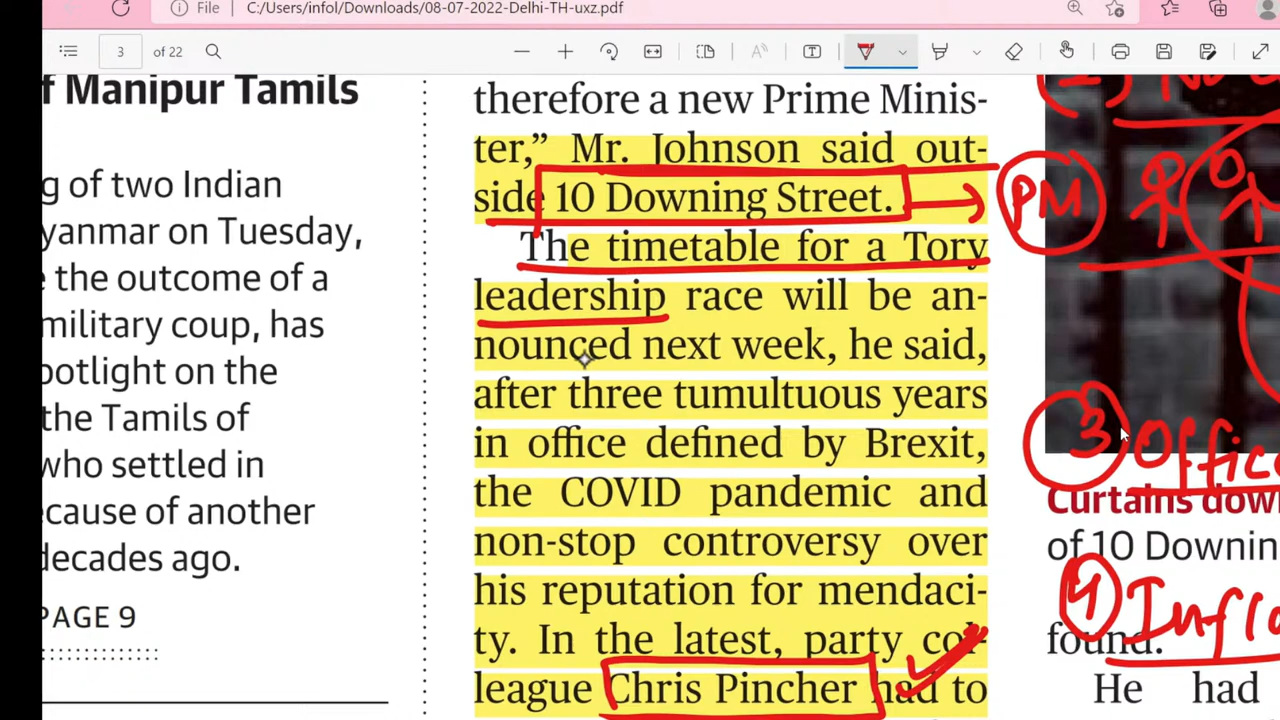 File
C:/Users/infol/Downloads/08-07-2022-Delhi-TH-uxz.pdf
3 of 22
f Manipur Tamils
g of two Indian
yanmar on Tuesday,
e the outcome of a
military coup, has
potlight on the
the Tamils of
who settled in
ecause of another
decades ago.
PAGE 9
therefore a new Prime Minis-
ter,” Mr. Johnson said out-
side 10 Downing Street.
The timetable for a Tory
leadership race will be an-
nounced next week, he said,
after three tumultuous years
in office defined by Brexit,
the COVID pandemic and
non-stop controversy over
his reputation for mendaci-
ty. In the latest, party col-
league Chris Pincher had to
PM
3 Offic
Curtains dow
of 10 Downin
4 Infla
found.
He had